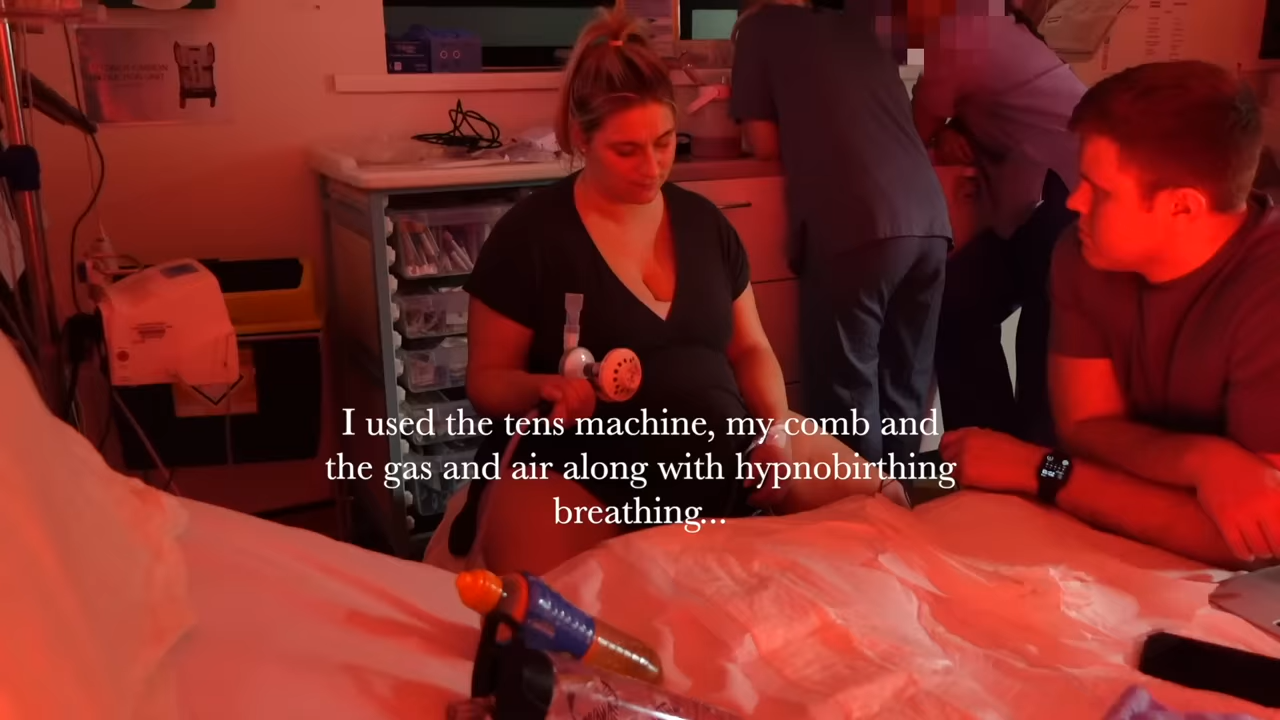 I used the tens machine, my comb and
the gas and air along with hypnobirthing
breathing...